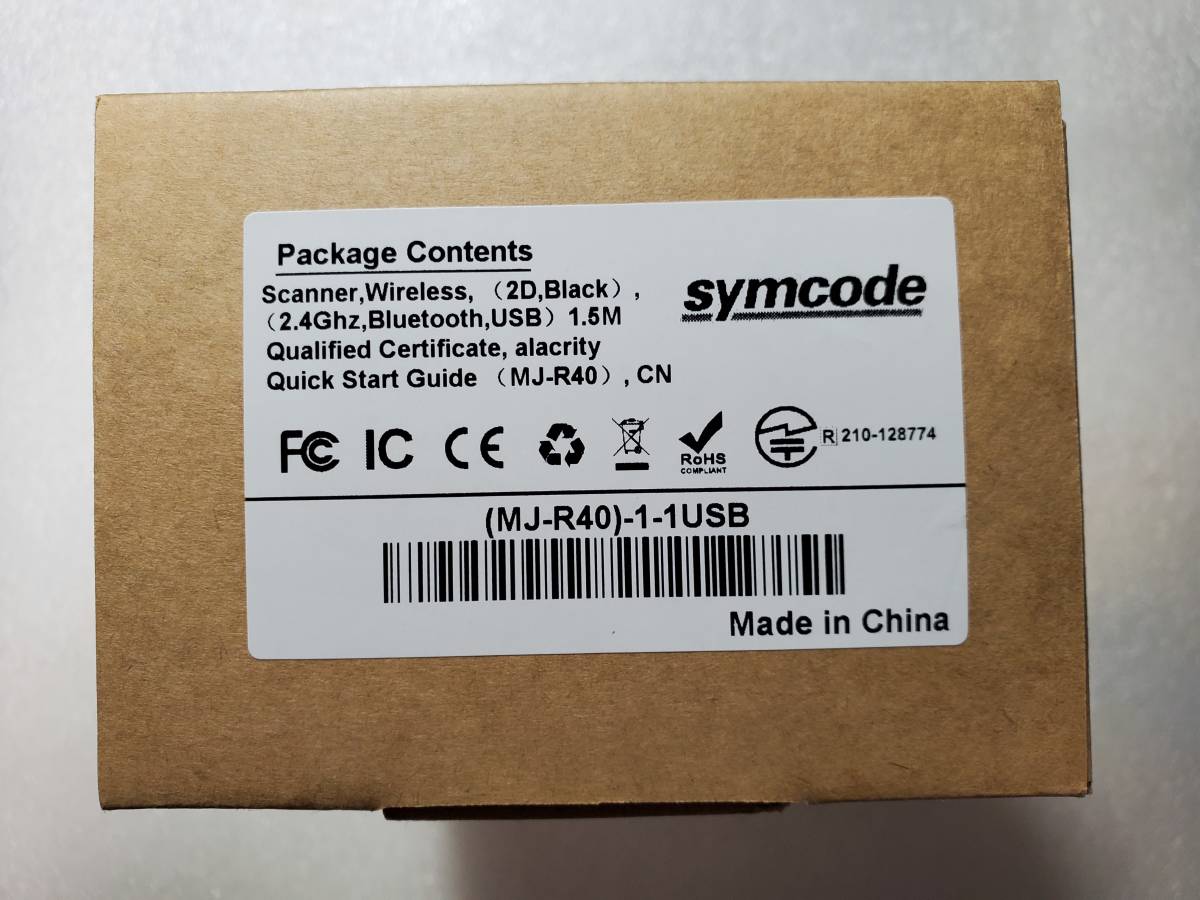 Package Contents
Scanner,Wireless, （2D,Black）,
（2.4Ghz,Bluetooth,USB）1.5M
Qualified Certificate, alacrity
Quick Start Guide （MJ-R40）, CN
symcode
FC IC CE
RoHS
COMPLIANT
R 210-128774
(MJ-R40)-1-1USB
Made in China